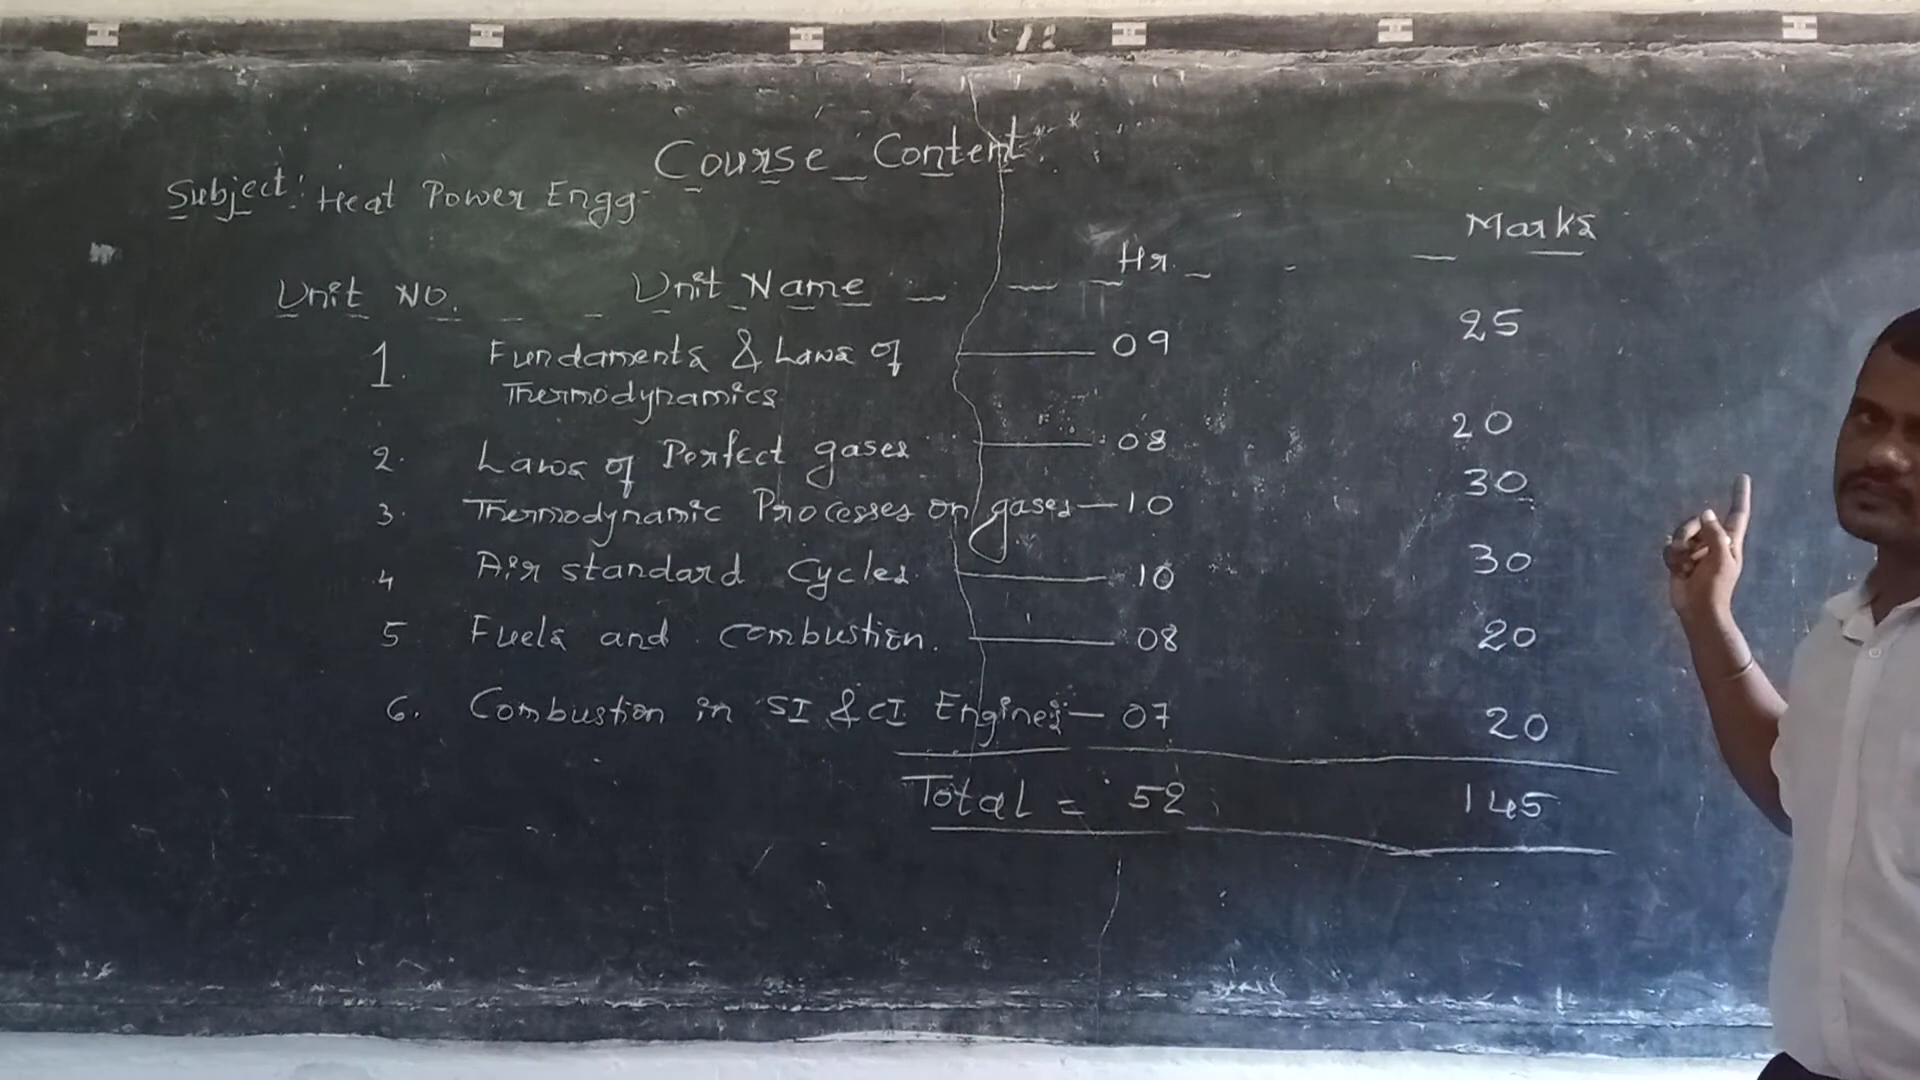 Course Content
Subject: Heat Power Engg.
Unit No. Unit Name Hr. Marks
1. Fundaments & Laws of 09 25
Thermodynamics
2. Laws of Perfect gases 08 20
3. Thermodynamic Processes on gases 10 30
4 Air standard Cycles. 10 30
5 Fuels and combustion. 08 20
6. Combustion in SI & CI Engines 07 20
Total = 52 145